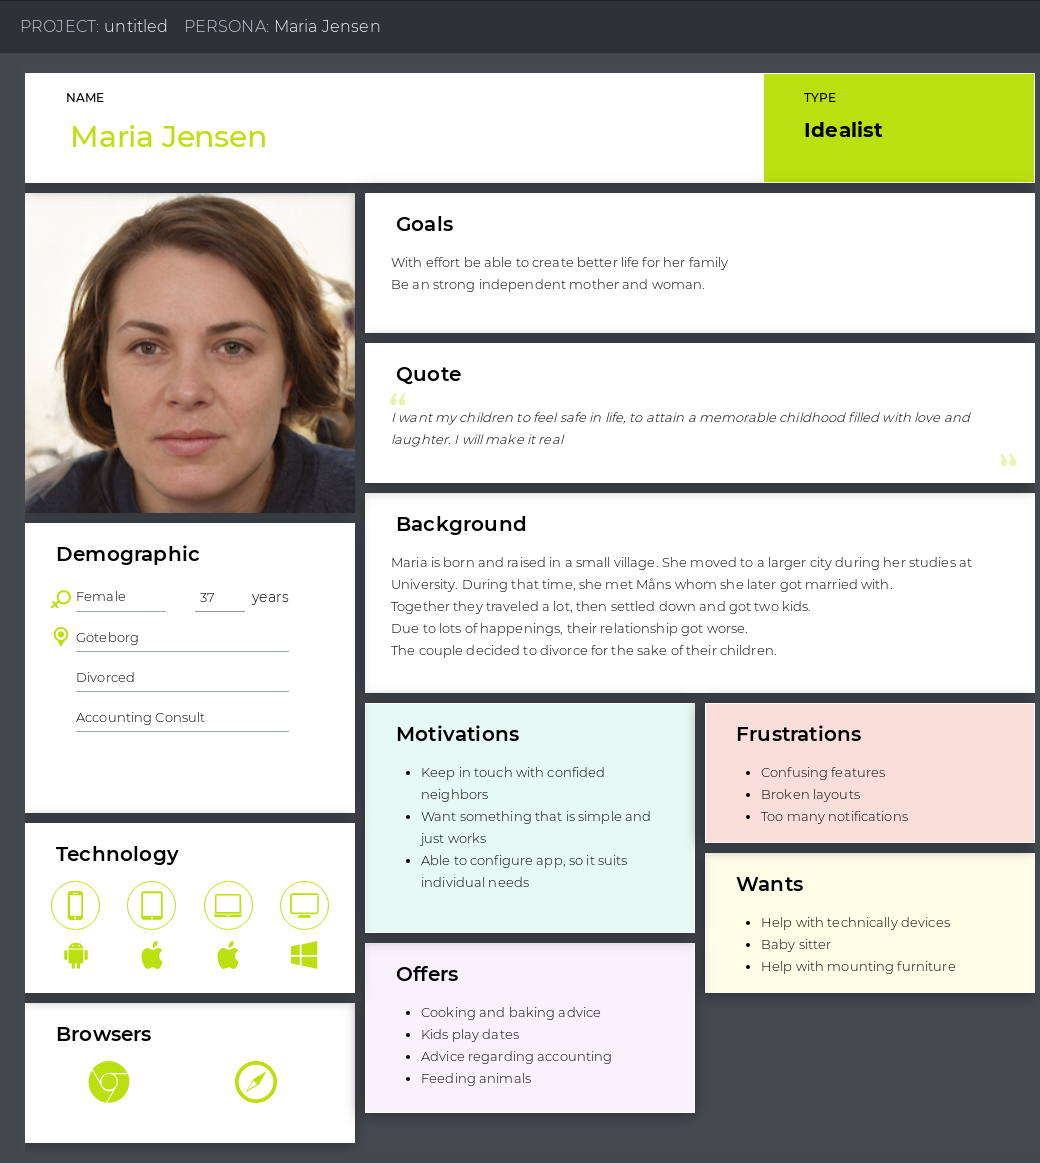 PROJECT: untitled PERSONA: Maria Jensen
NAME
Maria Jensen
TYPE
Idealist
Goals
With effort be able to create better life for her family
Be an strong independent mother and woman.
Quote
“
I want my children to feel safe in life, to attain a memorable childhood filled with love and
laughter. I will make it real
”
Background
Maria is born and raised in a small village. She moved to a larger city during her studies at
University. During that time, she met Måns whom she later got married with.
Together they traveled a lot, then settled down and got two kids.
Due to lots of happenings, their relationship got worse.
The couple decided to divorce for the sake of their children.
Demographic
Female 37 years
Göteborg
Divorced
Accounting Consult
Technology
Browsers
Motivations
• Keep in touch with confided
neighbors
• Want something that is simple and
just works
• Able to configure app, so it suits
individual needs
Offers
• Cooking and baking advice
• Kids play dates
• Advice regarding accounting
• Feeding animals
Frustrations
• Confusing features
• Broken layouts
• Too many notifications
Wants
• Help with technically devices
• Baby sitter
• Help with mounting furniture